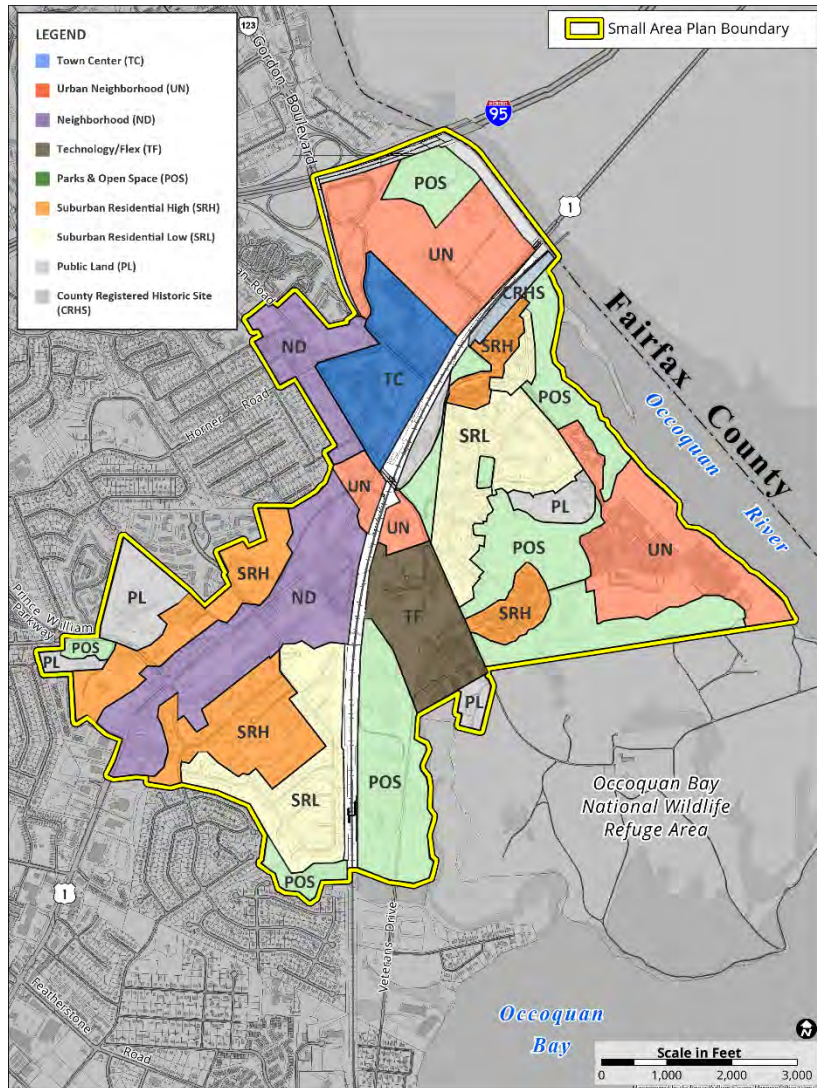 LEGEND
Town Center (TC)
Urban Neighborhood (UN)
Neighborhood (ND)
Technology/Flex (TF)
Parks & Open Space (POS)
Suburban Residential High (SRH)
Suburban Residential Low (SRL)
Public Land (PL)
County Registered Historic Site
(CRHS)
123
Gordon Boulevard
Small Area Plan Boundary
95
1
POS
UN
CRHS
Road
ND
SRH
TC
POS
Fairfax County
Occoquan River
Horner Road
SRL
UN
PL
UN
POS
UN
SRH
ND
PL
TF
SRH
Prince William
Parkway
POS
PL
PL
SRH
POS
SRL
Occoquan Bay
National Wildlife
Refuge Area
POS
1
Veterans Drive
Featherstone
Road
Occoquan
Bay
N
Scale in Feet
0 1,000 2,000 3,000